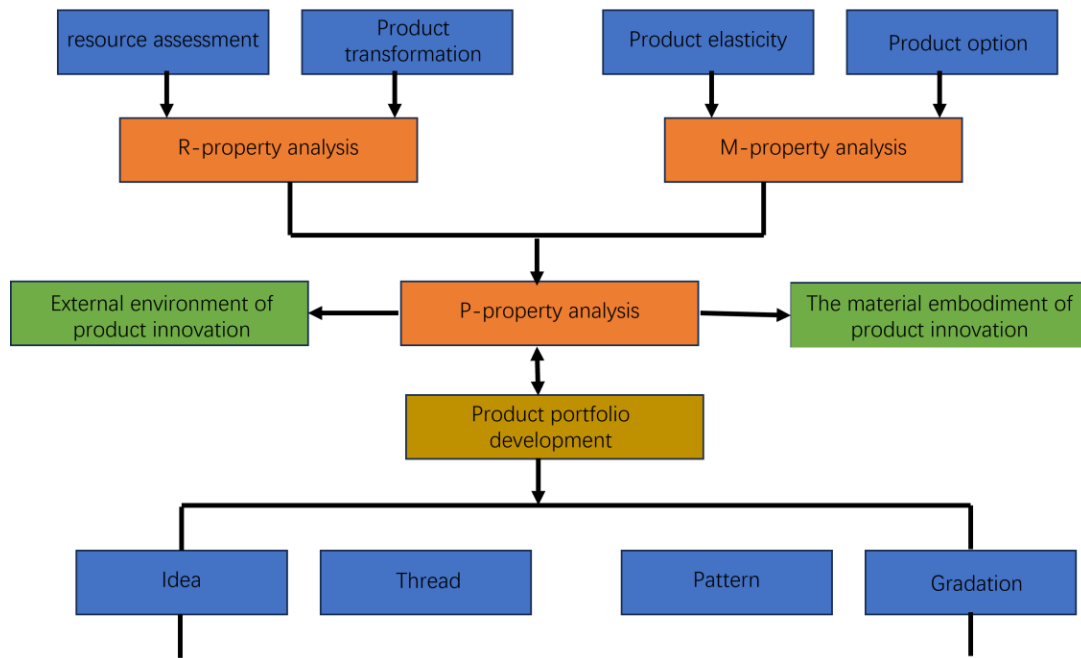 resource assessment
Product
transformation
Product elasticity
Product option
R-property analysis
M-property analysis
External environment of
product innovation
P-property analysis
The material embodiment of
product innovation
Product portfolio
development
Idea
Thread
Pattern
Gradation